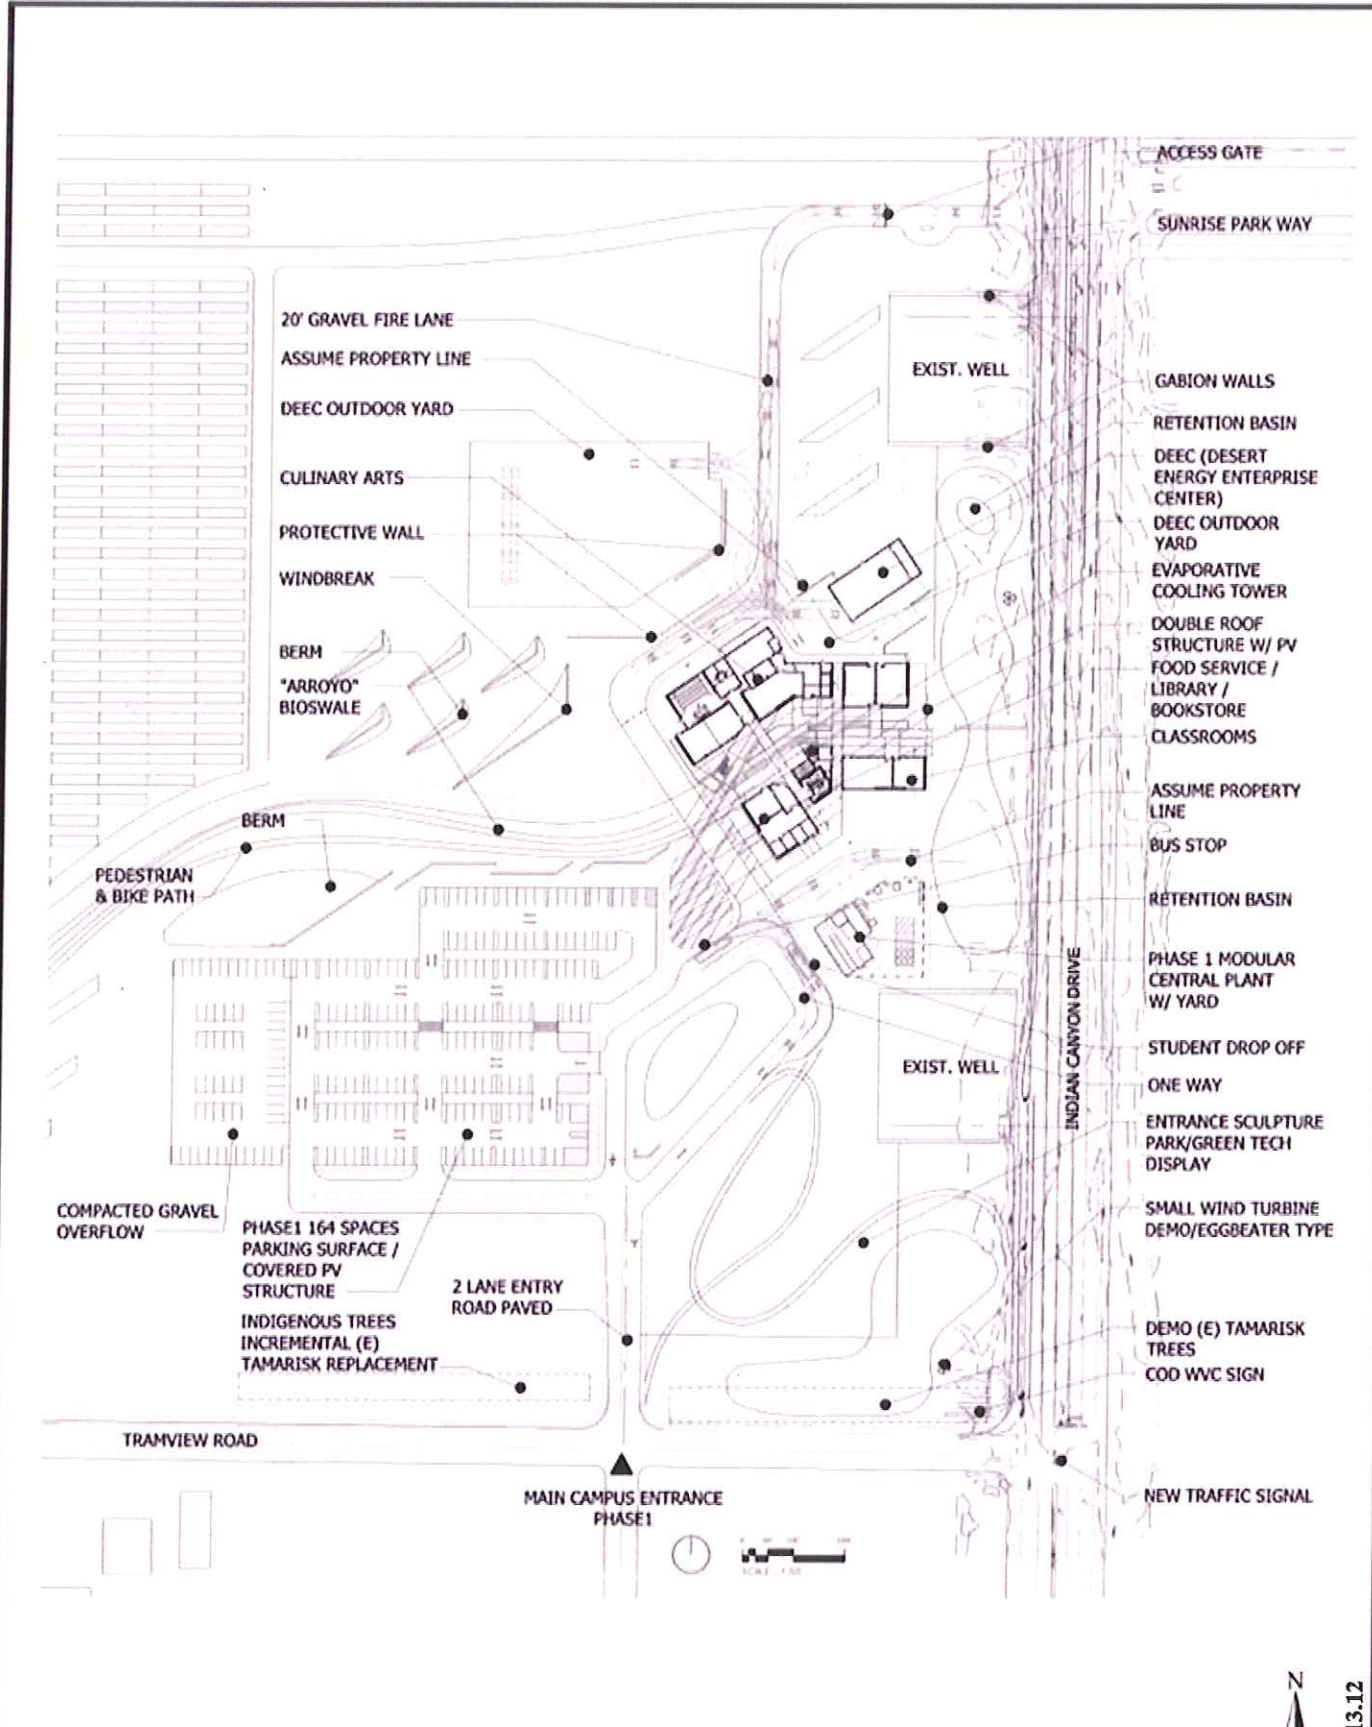 ACCESS GATE
SUNRISE PARK WAY
20' GRAVEL FIRE LANE
ASSUME PROPERTY LINE
DEEC OUTDOOR YARD
CULINARY ARTS
PROTECTIVE WALL
WINDBREAK
BERM
"ARROYO"
BIOSWALE
BERM
PEDESTRIAN
& BIKE PATH
EXIST. WELL
GABION WALLS
RETENTION BASIN
DEEC (DESERT
ENERGY ENTERPRISE
CENTER)
DEEC OUTDOOR
YARD
EVAPORATIVE
COOLING TOWER
DOUBLE ROOF
STRUCTURE W/ PV
FOOD SERVICE /
LIBRARY /
BOOKSTORE
CLASSROOMS
ASSUME PROPERTY
LINE
BUS STOP
RETENTION BASIN
PHASE 1 MODULAR
CENTRAL PLANT
W/ YARD
STUDENT DROP OFF
ONE WAY
ENTRANCE SCULPTURE
PARK/GREEN TECH
DISPLAY
SMALL WIND TURBINE
DEMO/EGGBEATER TYPE
DEMO (E) TAMARISK
TREES
COD WVC SIGN
NEW TRAFFIC SIGNAL
INDIAN CANYON DRIVE
EXIST. WELL
COMPACTED GRAVEL
OVERFLOW
PHASE1 164 SPACES
PARKING SURFACE /
COVERED PV
STRUCTURE
2 LANE ENTRY
ROAD PAVED
INDIGENOUS TREES
INCREMENTAL (E)
TAMARISK REPLACEMENT
TRAMVIEW ROAD
MAIN CAMPUS ENTRANCE
PHASE1
N
13.12